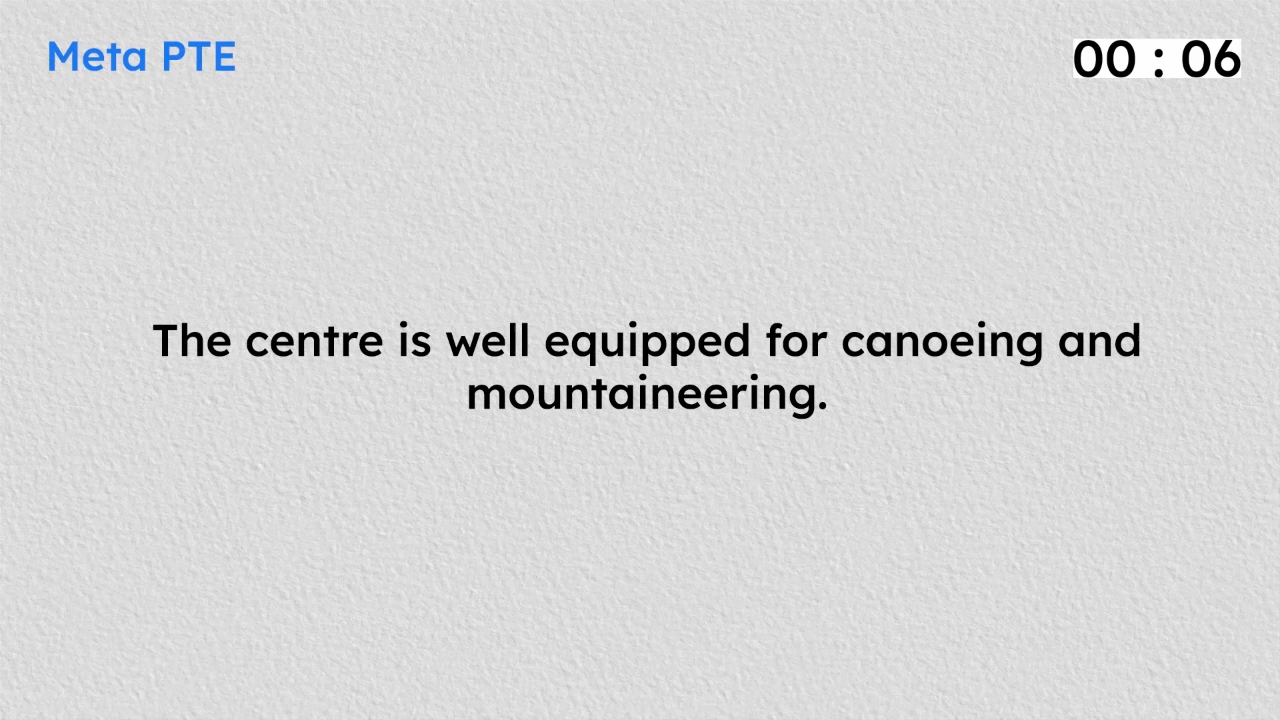 Meta PTE
00 : 06
The centre is well equipped for canoeing and
mountaineering.